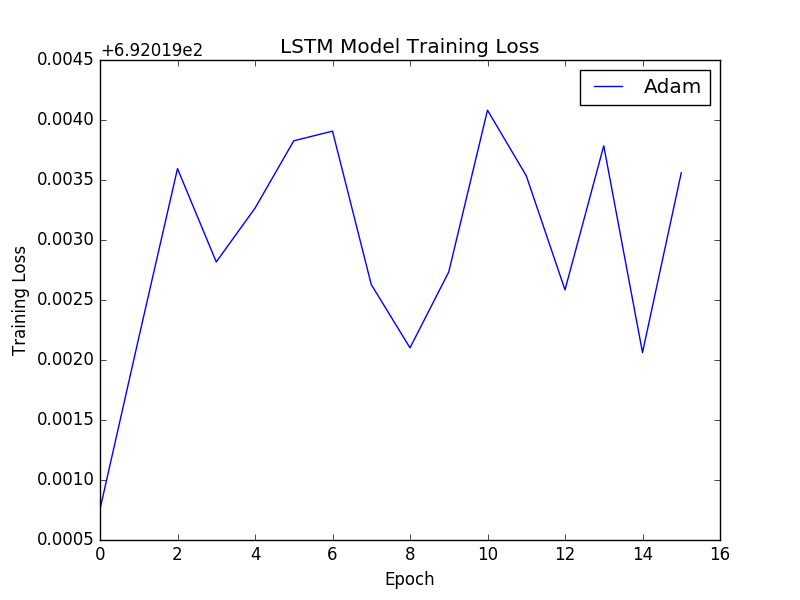 LSTM Model Training Loss
+6.92019e2
Adam
0.0045
0.0040
0.0035
0.0030
0.0025
0.0020
0.0015
0.0010
0.0005
Training Loss
0 2 4 6 8 10 12 14 16
Epoch